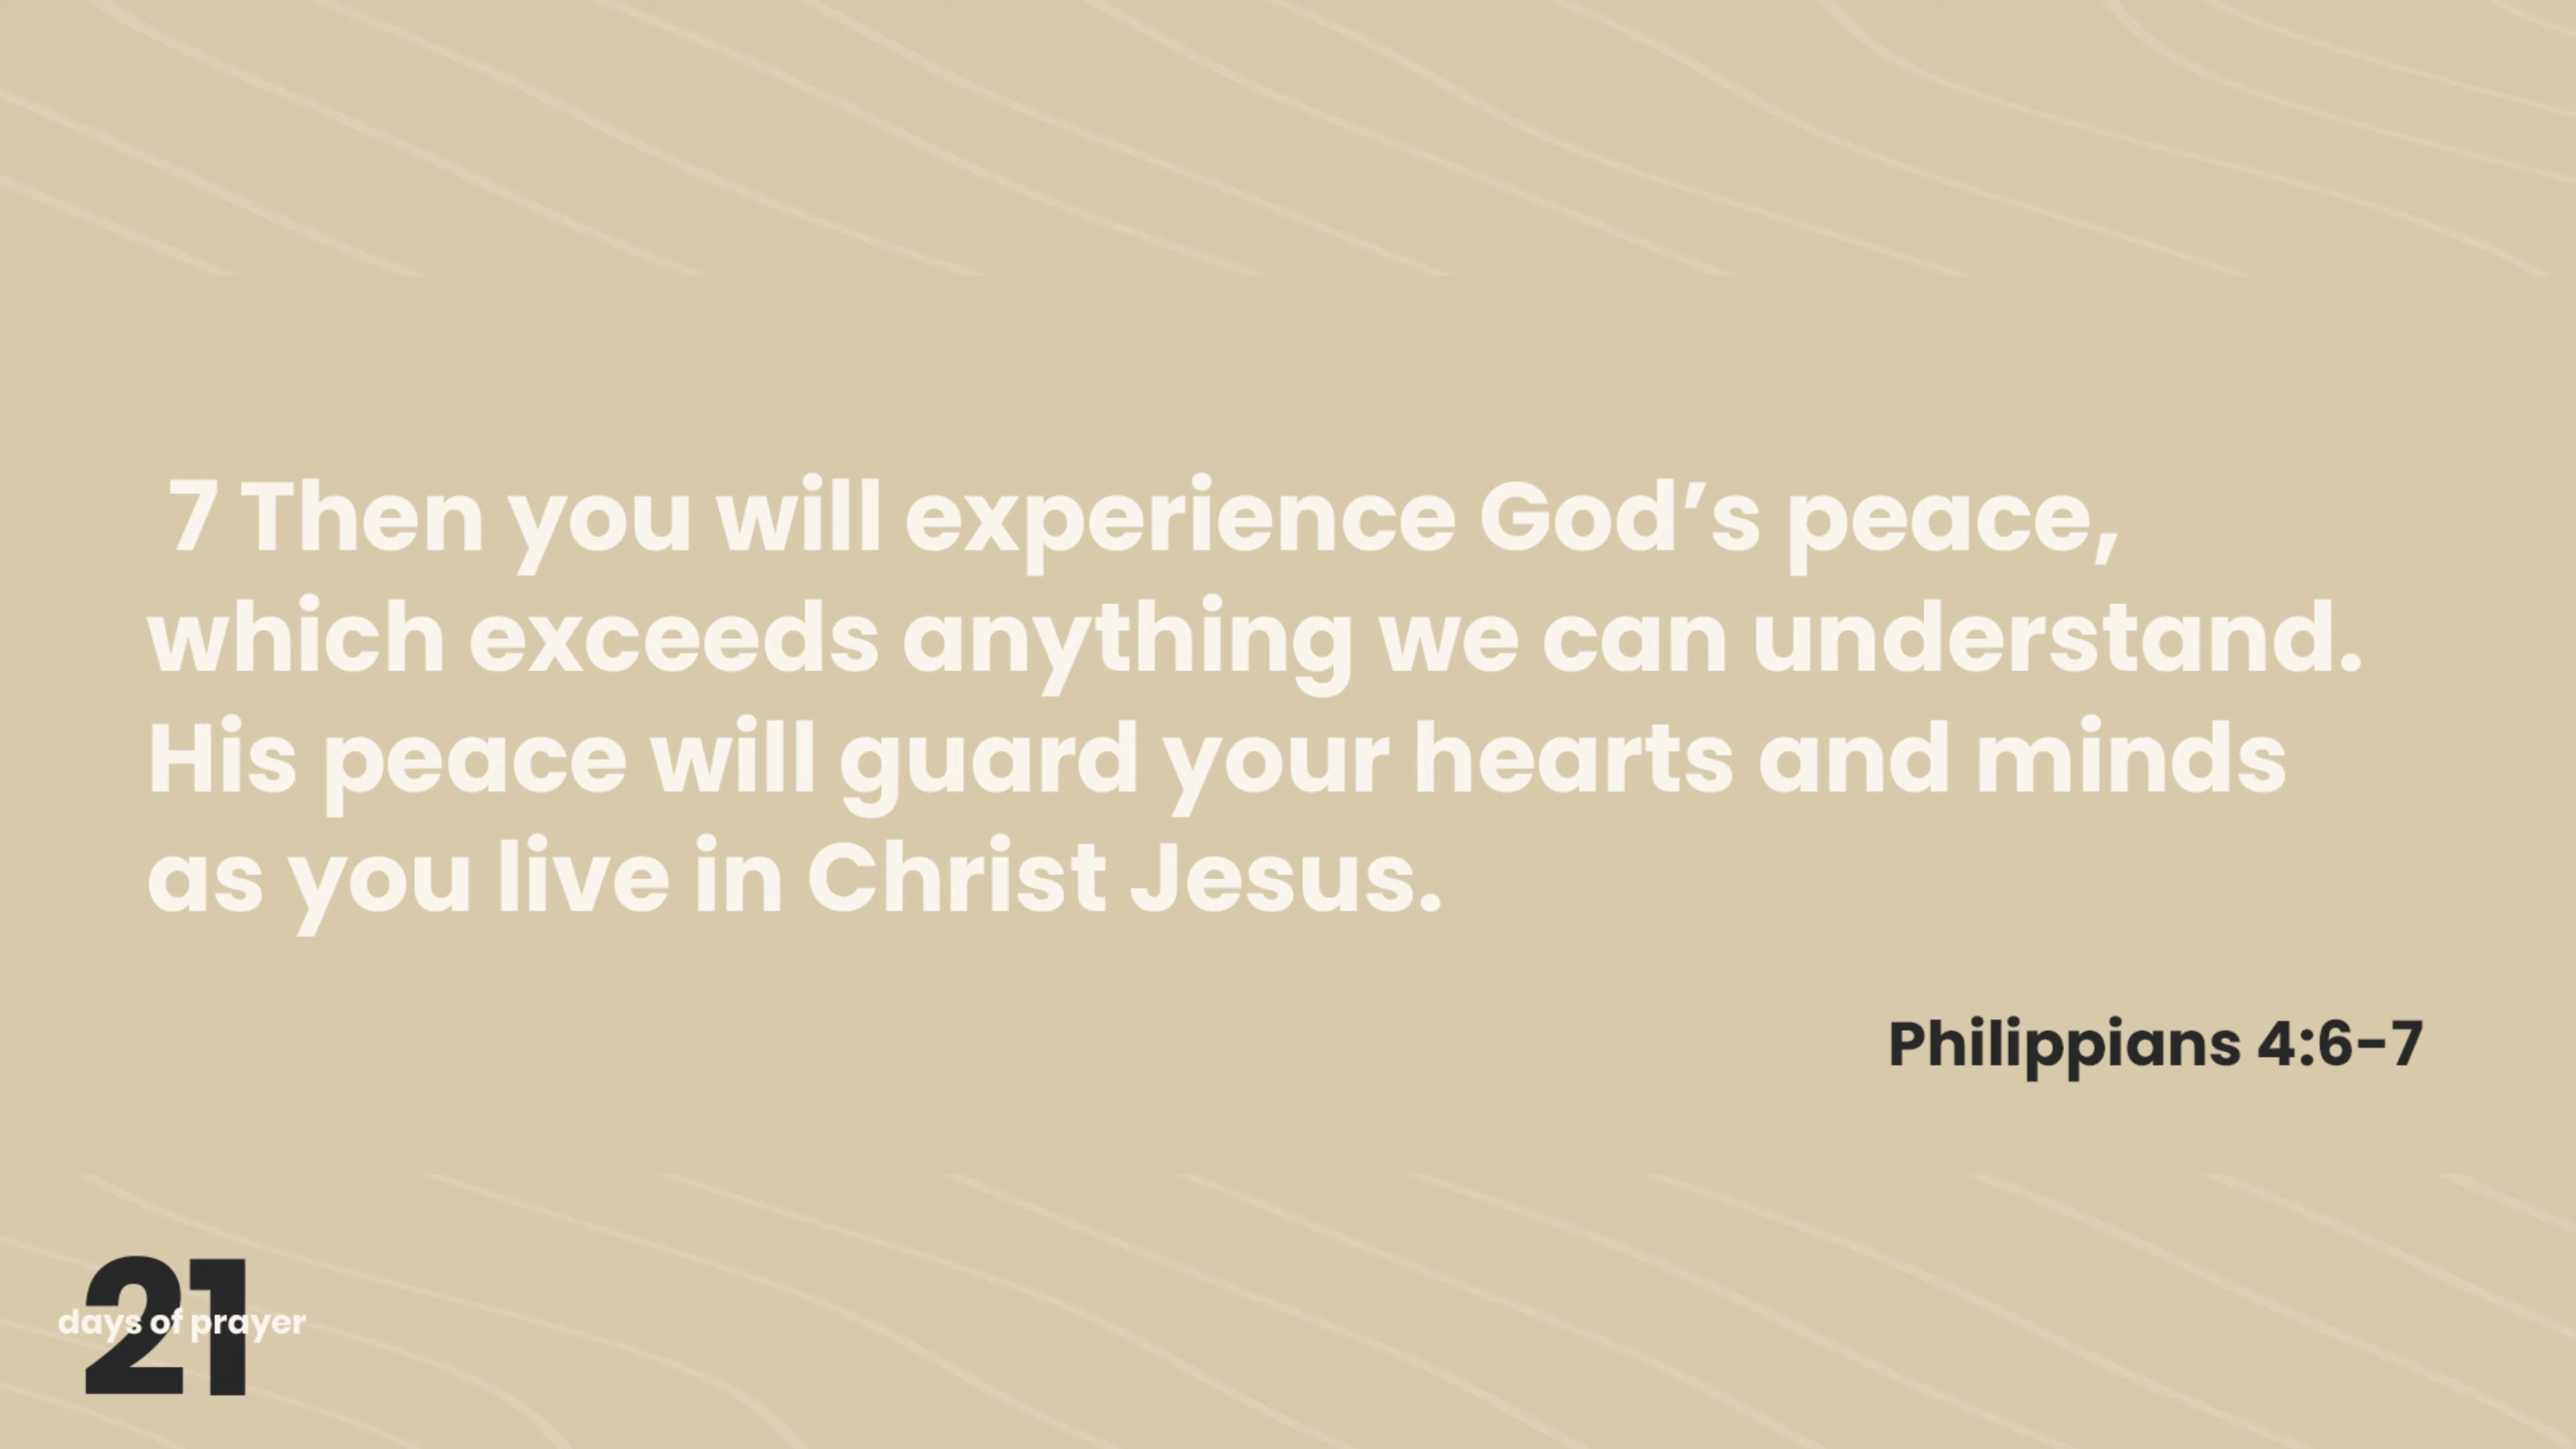 7 Then you will experience God’s peace,
which exceeds anything we can understand.
His peace will guard your hearts and minds
as you live in Christ Jesus.
Philippians 4:6-7
21
days of prayer